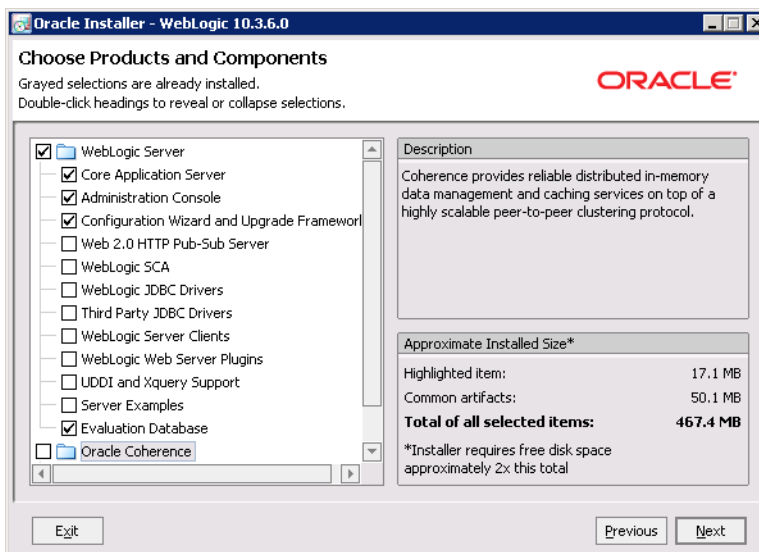 Oracle Installer - WebLogic 10.3.6.0
Choose Products and Components
Grayed selections are already installed.
Double-click headings to reveal or collapse selections.
ORACLE
WebLogic Server
Core Application Server
Administration Console
Configuration Wizard and Upgrade Framework
Web 2.0 HTTP Pub-Sub Server
WebLogic SCA
WebLogic JDBC Drivers
Third Party JDBC Drivers
WebLogic Server Clients
WebLogic Web Server Plugins
UDDI and Xquery Support
Server Examples
Evaluation Database
Oracle Coherence
Description
Coherence provides reliable distributed in-memory
data management and caching services on top of a
highly scalable peer-to-peer clustering protocol.
Approximate Installed Size*
Highlighted item: 17.1 MB
Common artifacts: 50.1 MB
Total of all selected items: 467.4 MB
*Installer requires free disk space
approximately 2x this total
Exit
Previous
Next